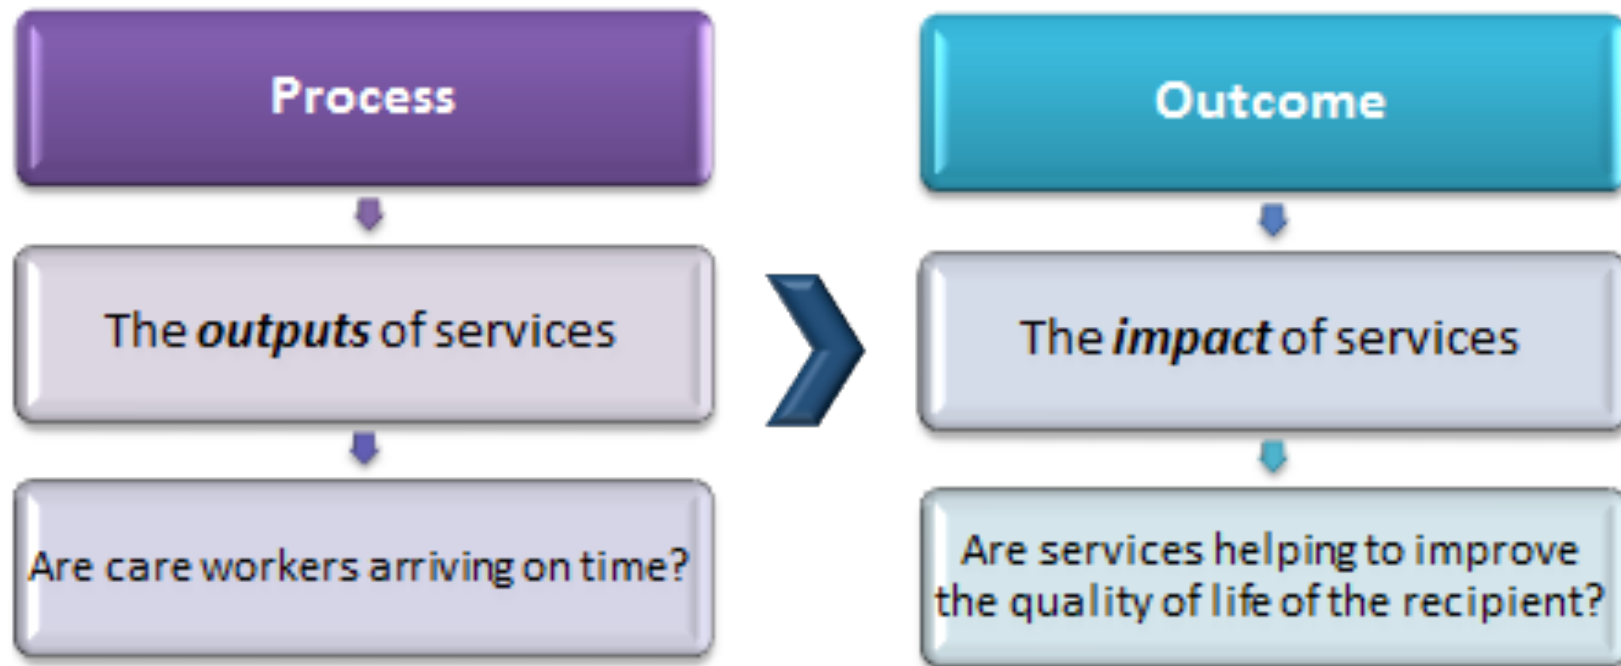 Process
The outputs of services
Are care workers arriving on time?
Outcome
The impact of services
Are services helping to improve
the quality of life of the recipient?